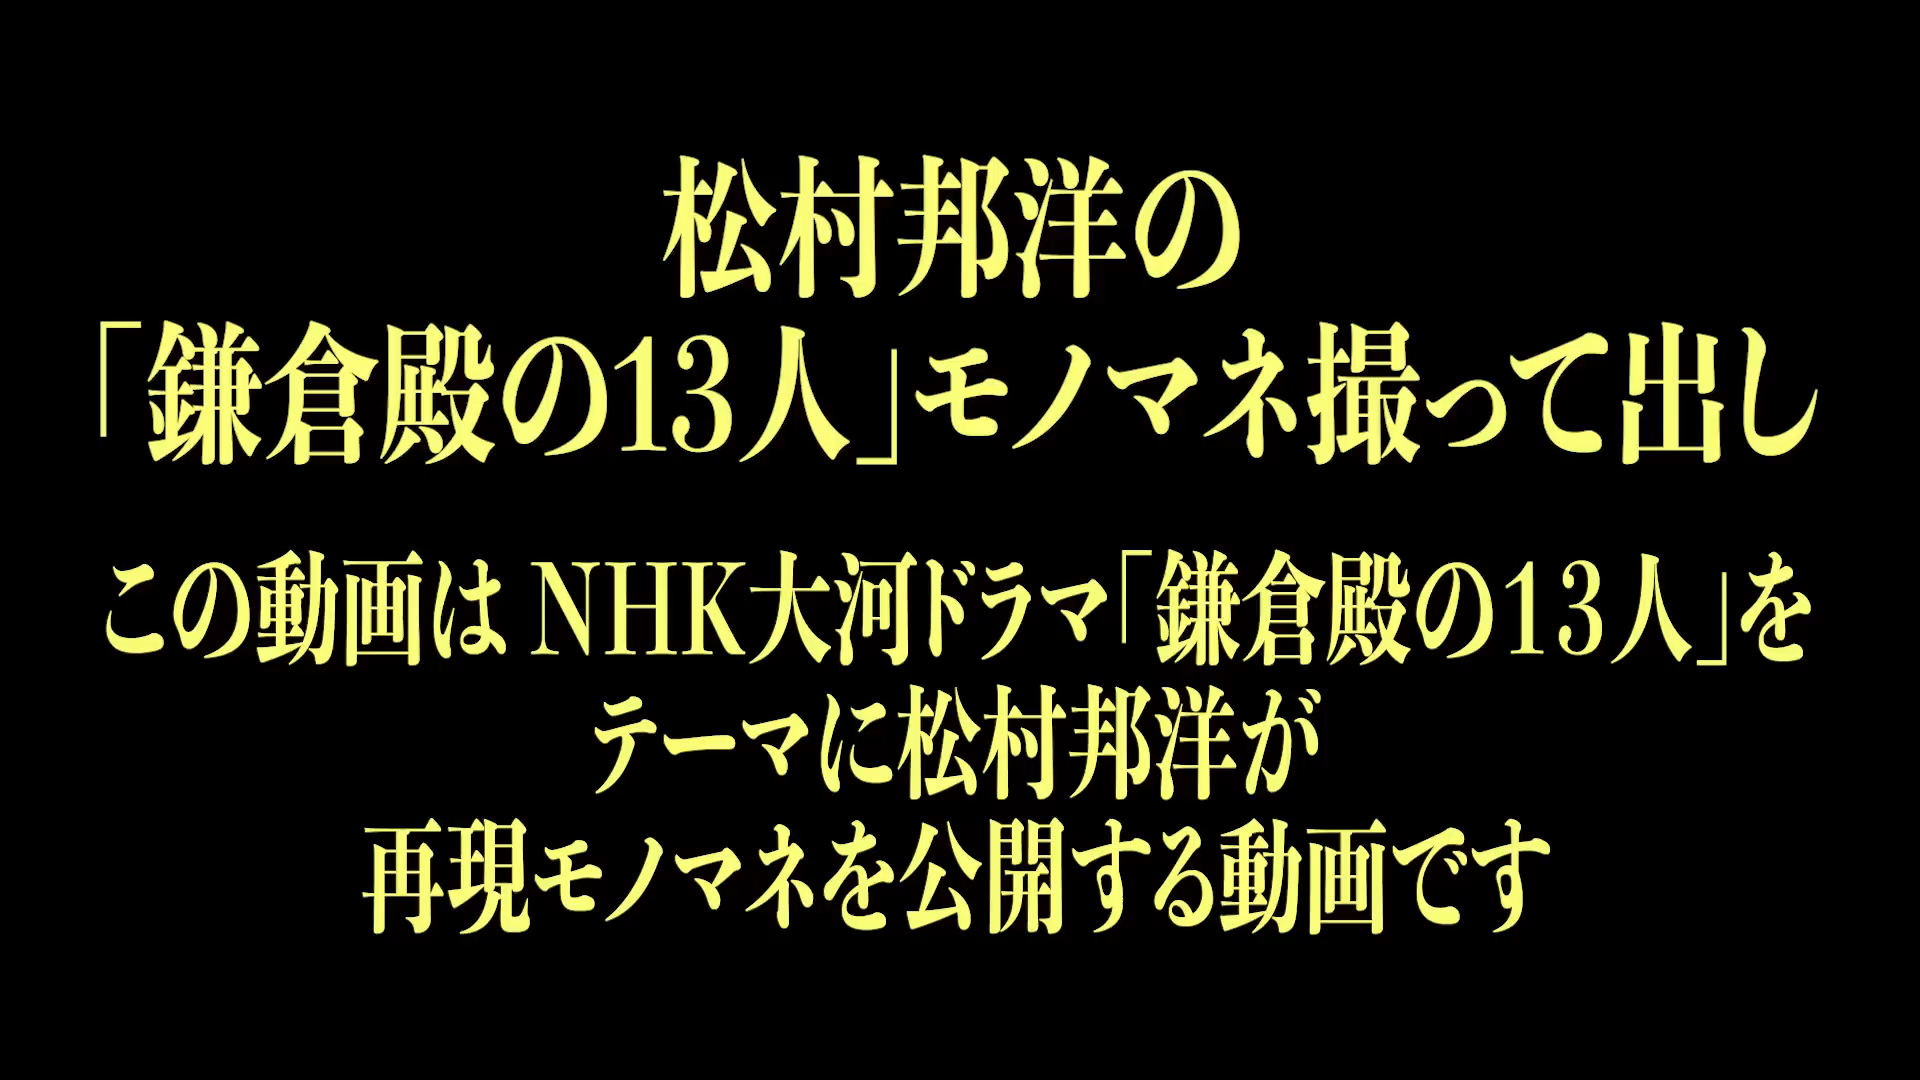 松村邦洋の
「鎌倉殿の13人」モノマネ撮って出し
この動画は NHK大河ドラマ「鎌倉殿の13人」を
テーマに松村邦洋が
再現モノマネを公開する動画です